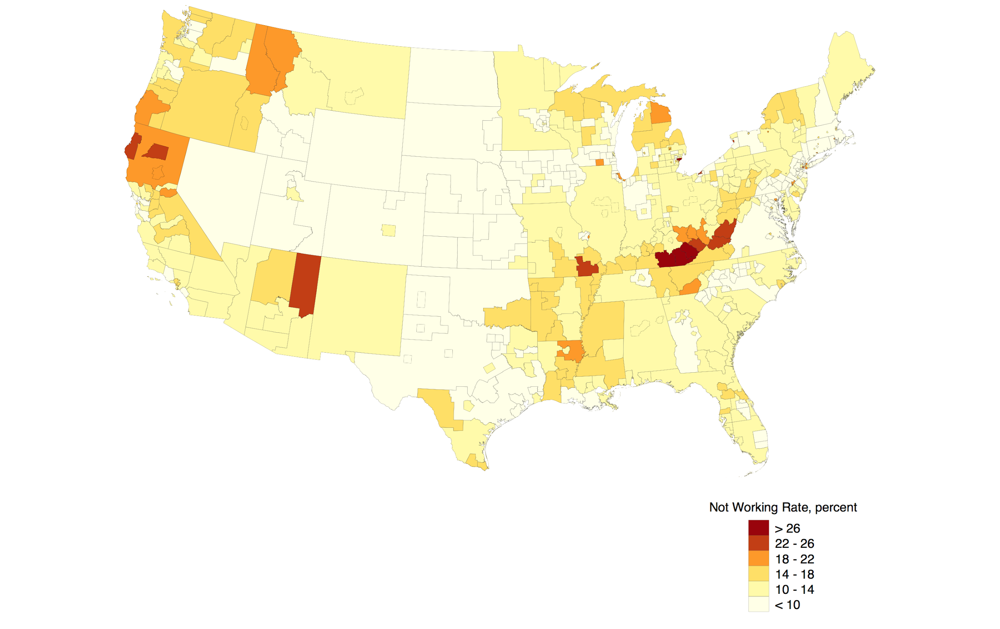 Not Working Rate, percent
> 26
22 - 26
18 - 22
14 - 18
10 - 14
< 10